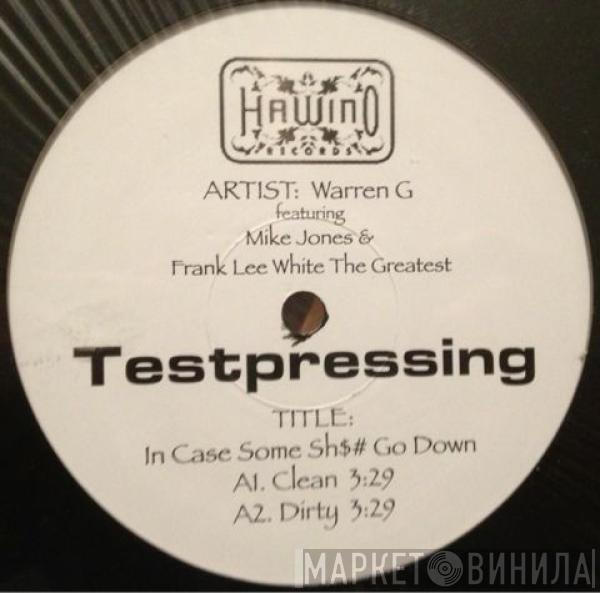 HAWINO
RECORDS
ARTIST: Warren G
featuring
Mike Jones &
Frank Lee White The Greatest
Testpressing
TITLE:
In Case Some Sh$# Go Down
A1. Clean 3:29
A2. Dirty 3:29
МАРКЕТ ВИНИЛА